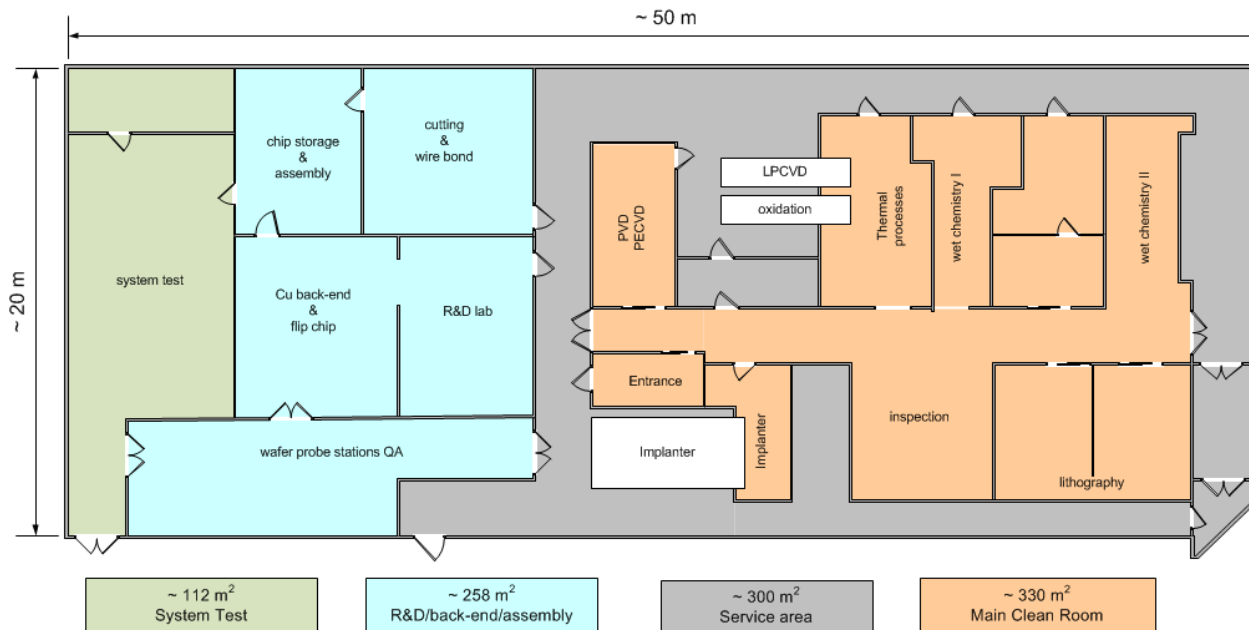 ~ 50 m
~ 20 m
chip storage
&
assembly
cutting
&
wire bond
system test
Cu back-end
&
flip chip
R&D lab
wafer probe stations QA
PVD
PECVD
LPCVD
oxidation
Thermal
processes
wet chemistry I
wet chemistry II
Entrance
Implanter
Implanter
inspection
lithography
~ 112 m²
System Test
~ 258 m²
R&D/back-end/assembly
~ 300 m²
Service area
~ 330 m²
Main Clean Room